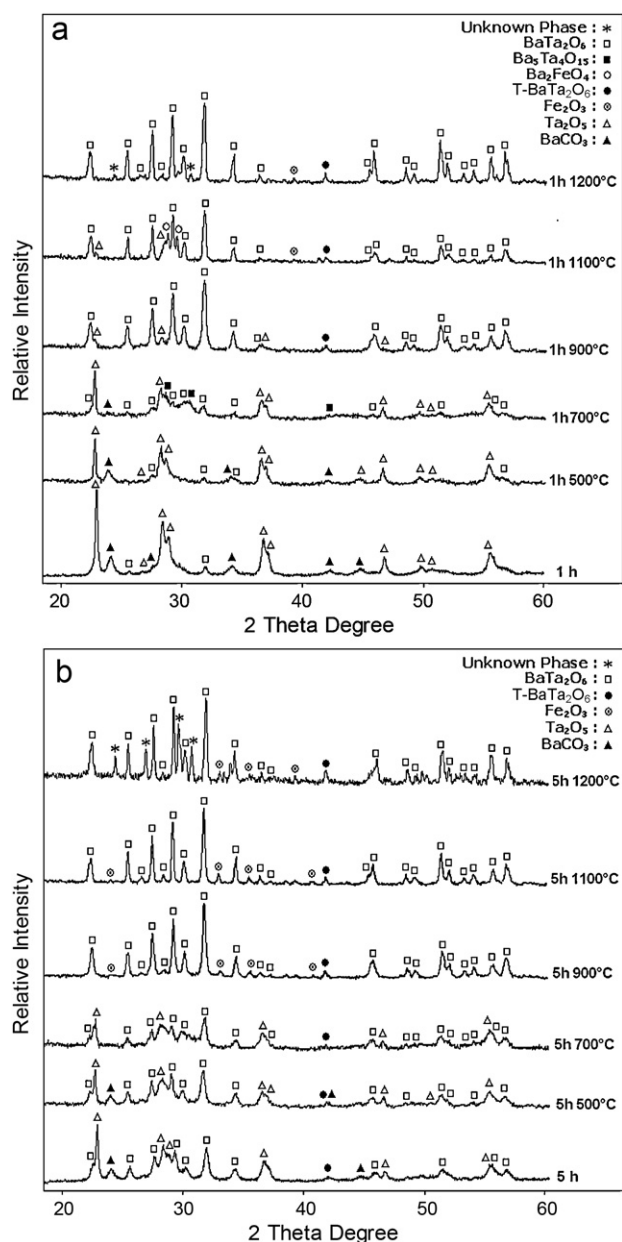 a
Unknown Phase : *
BaTa₂O₆ : □
Ba₅Ta₄O₁₅ : ■
Ba₂FeO₄ : ○
T-BaTa₂O₆ : ●
Fe₂O₃ : ⊗
Ta₂O₅ : △
BaCO₃ : ▲
1h 1200°C
1h 1100°C
1h 900°C
1h 700°C
1h 500°C
1 h
Relative Intensity
20 30 40 50 60
2 Theta Degree
b
Unknown Phase : *
BaTa₂O₆ : □
T-BaTa₂O₆ : ●
Fe₂O₃ : ⊗
Ta₂O₅ : △
BaCO₃ : ▲
5h 1200°C
5h 1100°C
5h 900°C
5h 700°C
5h 500°C
5 h
Relative Intensity
20 30 40 50 60
2 Theta Degree